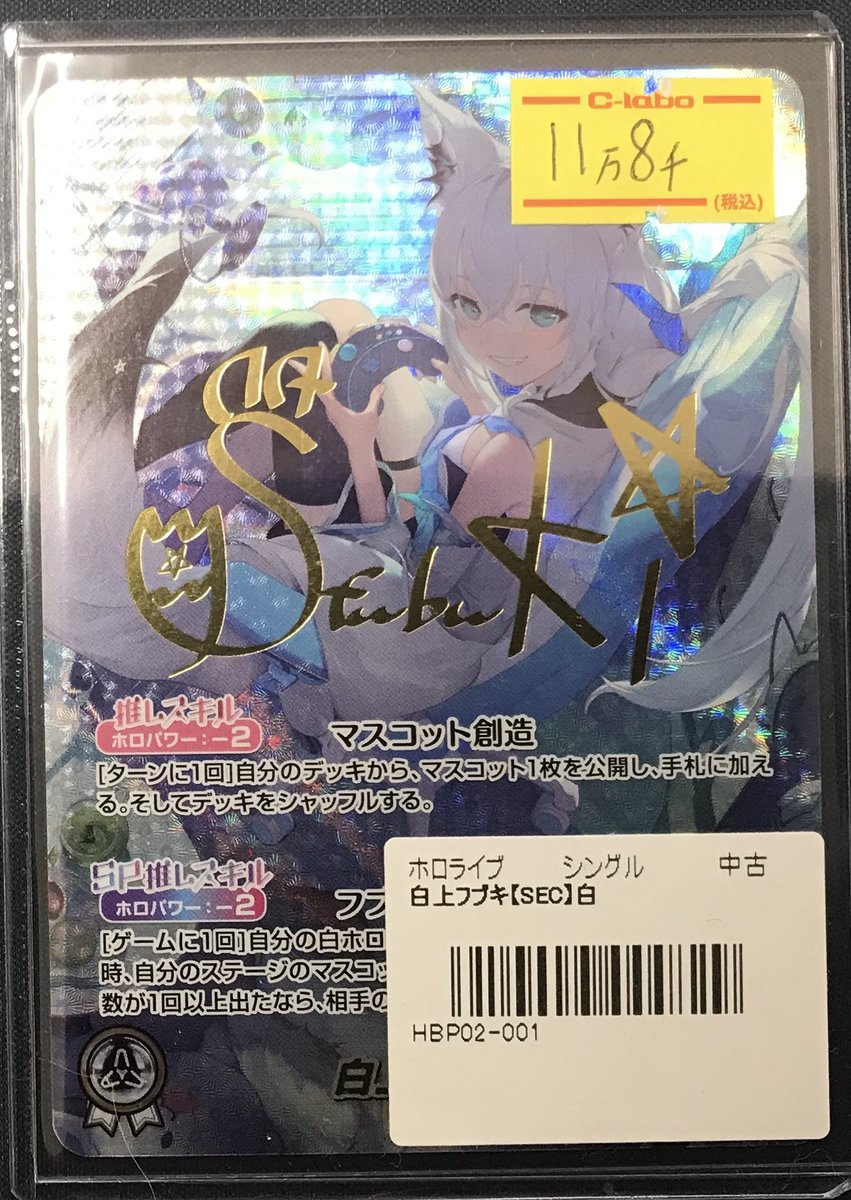 C-labo
11万8千
(税込)
FubuKi
推しスキル
ホロパワー：－2
マスコット創造
[ターンに1回]自分のデッキから、マスコット1枚を公開し、手札に加え
る。そしてデッキをシャッフルする。
SP推しスキル
ホロパワー：－2
フブ
[ゲームに1回]自分の白ホロ
時、自分のステージのマスコッ
数が1回以上出たなら、相手の
白上
ホロライブ シングル 中古
白上フブキ【SEC】白
HBP02-001